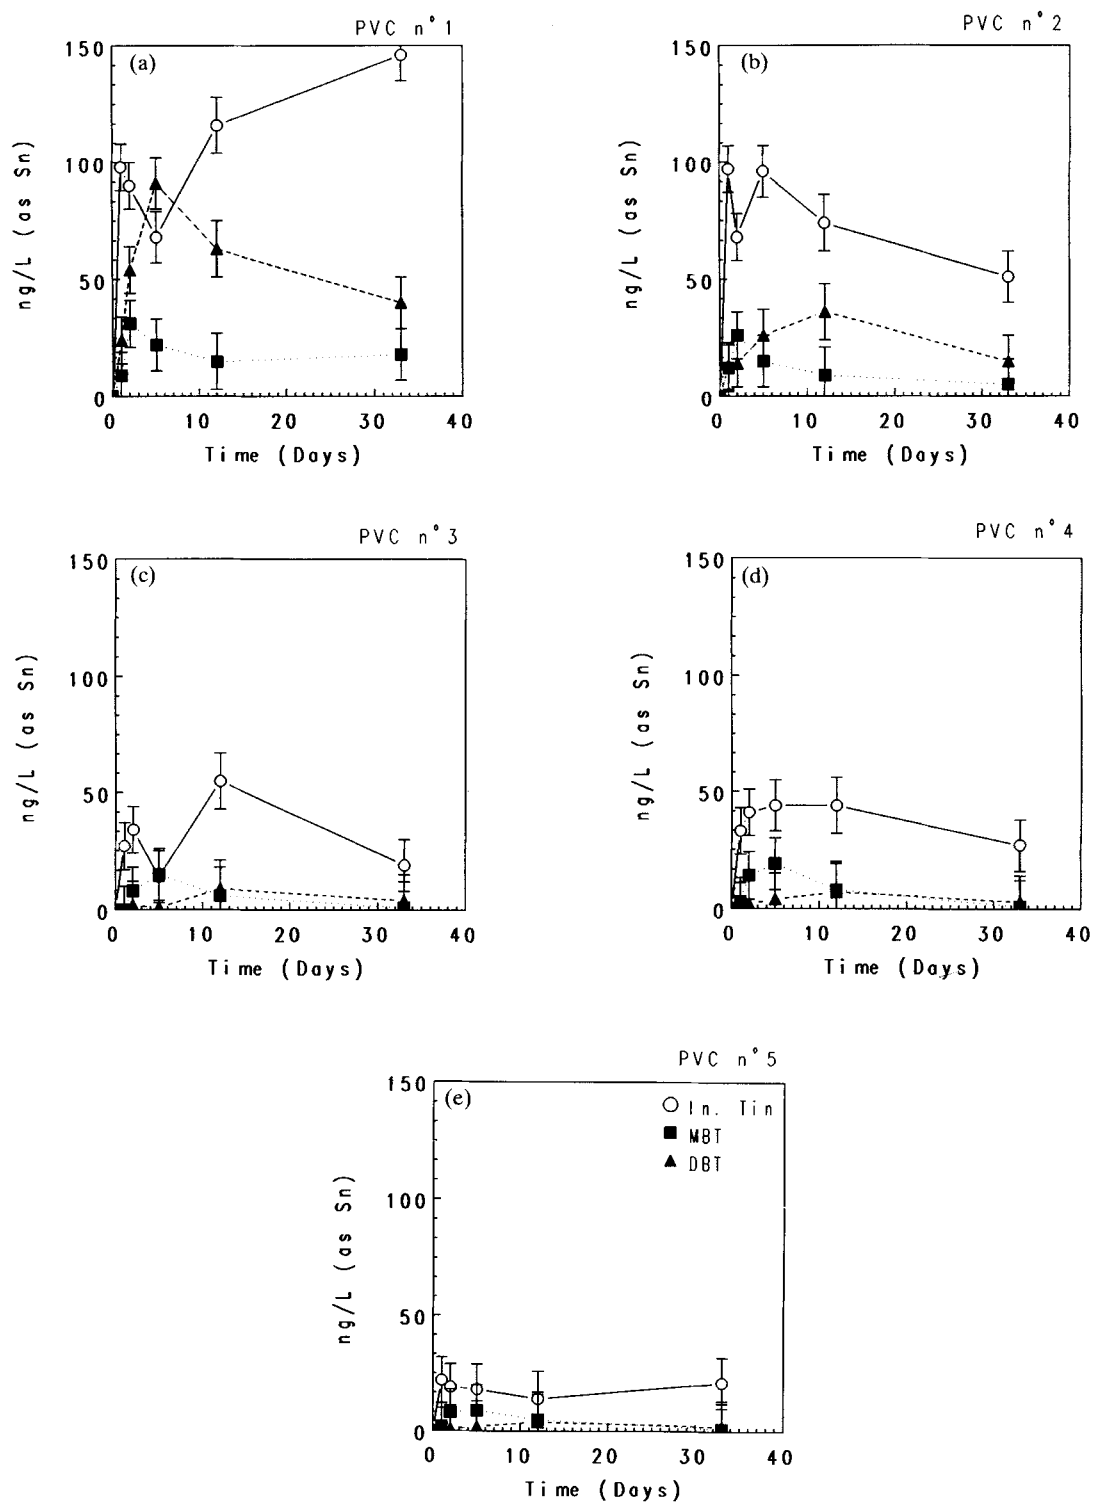 PVC n°1
(a)
150
100
50
0
ng/L (as Sn)
0 10 20 30 40
Time (Days)
PVC n°2
(b)
150
100
50
0
ng/L (as Sn)
0 10 20 30 40
Time (Days)
PVC n°3
(c)
150
100
50
0
ng/L (as Sn)
0 10 20 30 40
Time (Days)
PVC n°4
(d)
150
100
50
0
ng/L (as Sn)
0 10 20 30 40
Time (Days)
PVC n°5
(e)
150
100
50
0
ng/L (as Sn)
In. Tin
MBT
DBT
0 10 20 30 40
Time (Days)